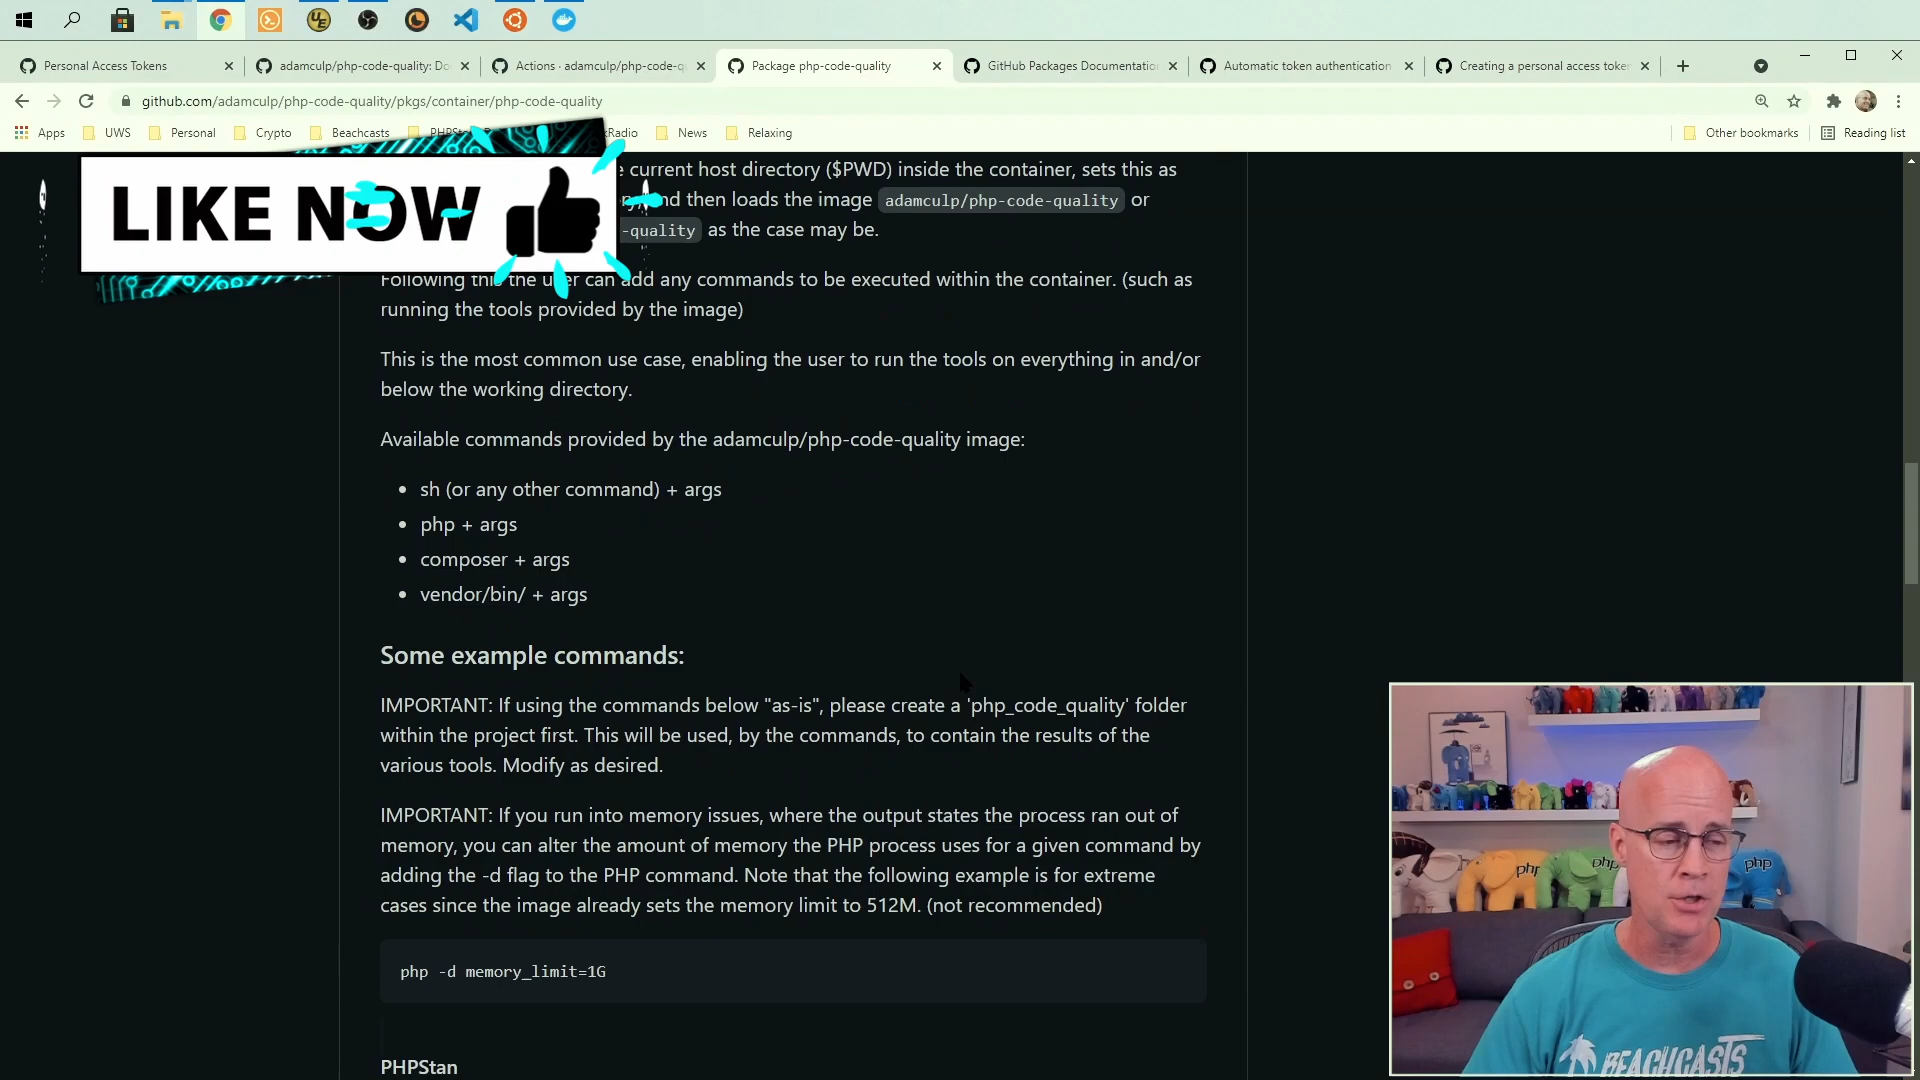 Personal Access Tokens
adamculp/php-code-quality: Do
Actions · adamculp/php-code-q
Package php-code-quality
GitHub Packages Documentation
Automatic token authentication
Creating a personal access token
github.com/adamculp/php-code-quality/pkgs/container/php-code-quality
Apps
UWS
Personal
Crypto
Beachcasts
Radio
News
Relaxing
Other bookmarks
Reading list
LIKE NOW
current host directory ($PWD) inside the container, sets this as
nd then loads the image adamculp/php-code-quality or
-quality as the case may be.
Following this the user can add any commands to be executed within the container. (such as
running the tools provided by the image)
This is the most common use case, enabling the user to run the tools on everything in and/or
below the working directory.
Available commands provided by the adamculp/php-code-quality image:
• sh (or any other command) + args
• php + args
• composer + args
• vendor/bin/ + args
Some example commands:
IMPORTANT: If using the commands below "as-is", please create a 'php_code_quality' folder
within the project first. This will be used, by the commands, to contain the results of the
various tools. Modify as desired.
IMPORTANT: If you run into memory issues, where the output states the process ran out of
memory, you can alter the amount of memory the PHP process uses for a given command by
adding the -d flag to the PHP command. Note that the following example is for extreme
cases since the image already sets the memory limit to 512M. (not recommended)
php -d memory_limit=1G
PHPStan
php
php
php
BEACHCASTS